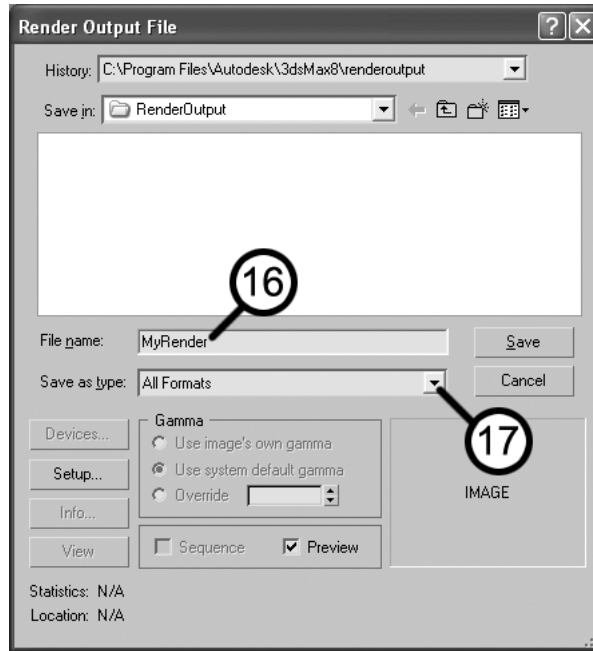 Render Output File
History: C:\Program Files\Autodesk\3dsMax8\renderoutput
Save in: RenderOutput
16
File name: MyRender Save
Save as type: All Formats Cancel
17
Devices...
Setup...
Info...
View
Gamma
Use image's own gamma
Use system default gamma
Override
Sequence Preview
IMAGE
Statistics: N/A
Location: N/A